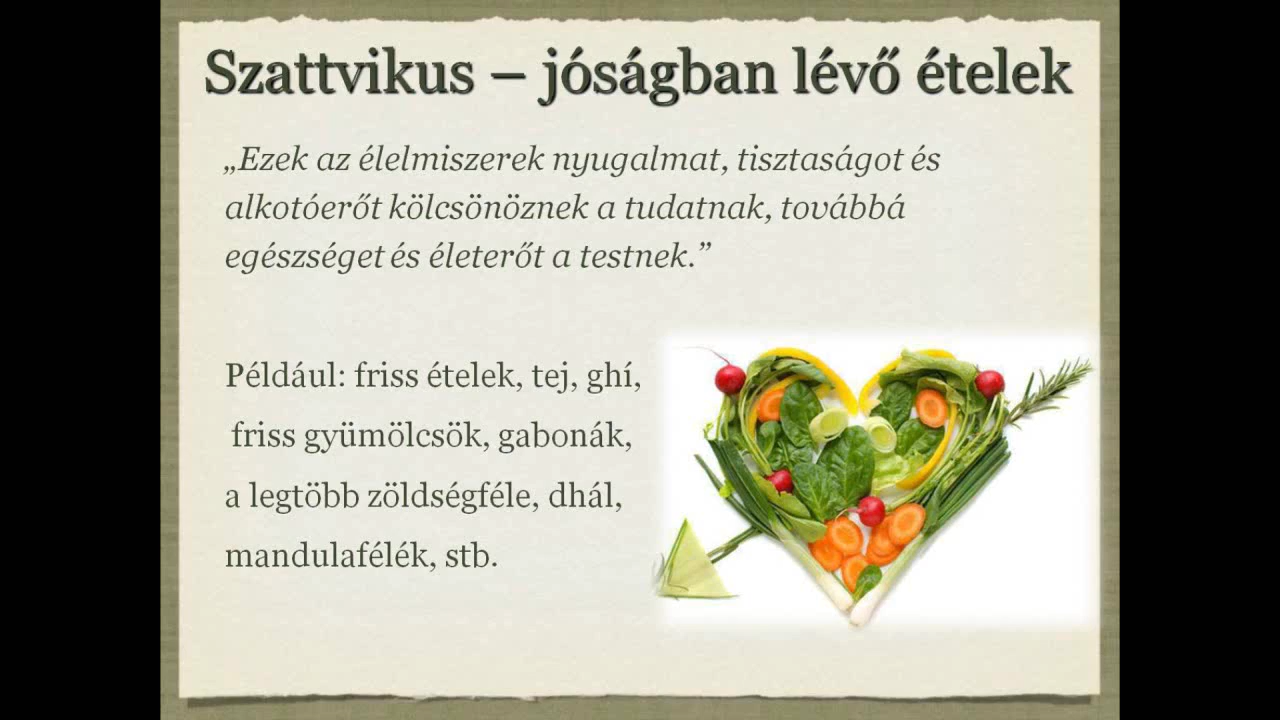 Szattvikus – jóságban lévő ételek
„Ezek az élelmiszerek nyugalmat, tisztaságot és
alkotóerőt kölcsönöznek a tudatnak, továbbá
egészséget és életerőt a testnek.”
Például: friss ételek, tej, ghí,
friss gyümölcsök, gabonák,
a legtöbb zöldségféle, dhál,
mandulafélék, stb.